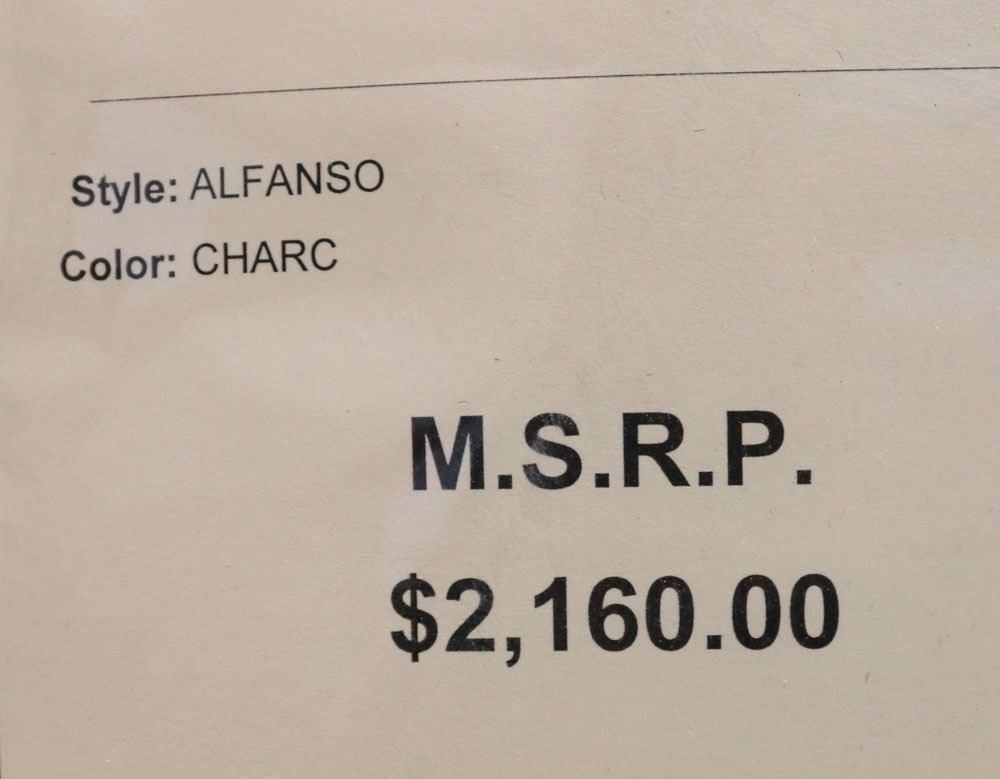 Style: ALFANSO
Color: CHARC
M.S.R.P.
$2,160.00